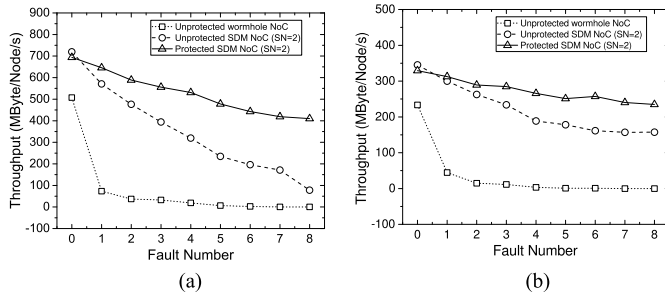 900
800
700
600
500
400
300
200
100
0
-100
Throughput (MByte/Node/s)
Unprotected wormhole NoC
Unprotected SDM NoC (SN=2)
Protected SDM NoC (SN=2)
0 1 2 3 4 5 6 7 8
Fault Number
(a)
500
400
300
200
100
0
-100
Throughput (MByte/Node/s)
Unprotected wormhole NoC
Unprotected SDM NoC (SN=2)
Protected SDM NoC (SN=2)
0 1 2 3 4 5 6 7 8
Fault Number
(b)